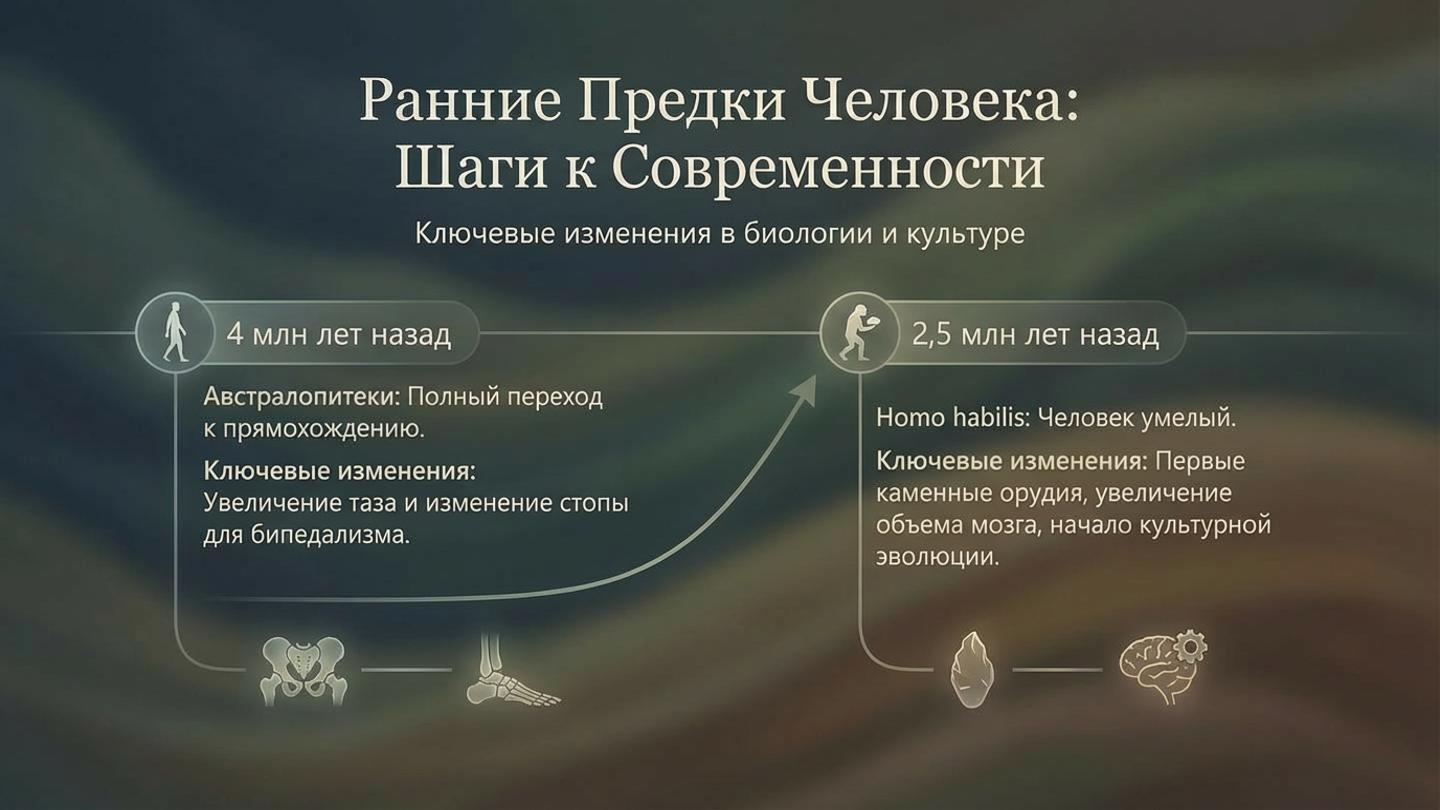 Ранние Предки Человека:
Шаги к Современности
Ключевые изменения в биологии и культуре
4 млн лет назад
Австралопитеки: Полный переход
к прямохождению.
Ключевые изменения:
Увеличение таза и изменение стопы
для бипедализма.
2,5 млн лет назад
Homo habilis: Человек умелый.
Ключевые изменения: Первые
каменные орудия, увеличение
объема мозга, начало культурной
эволюции.